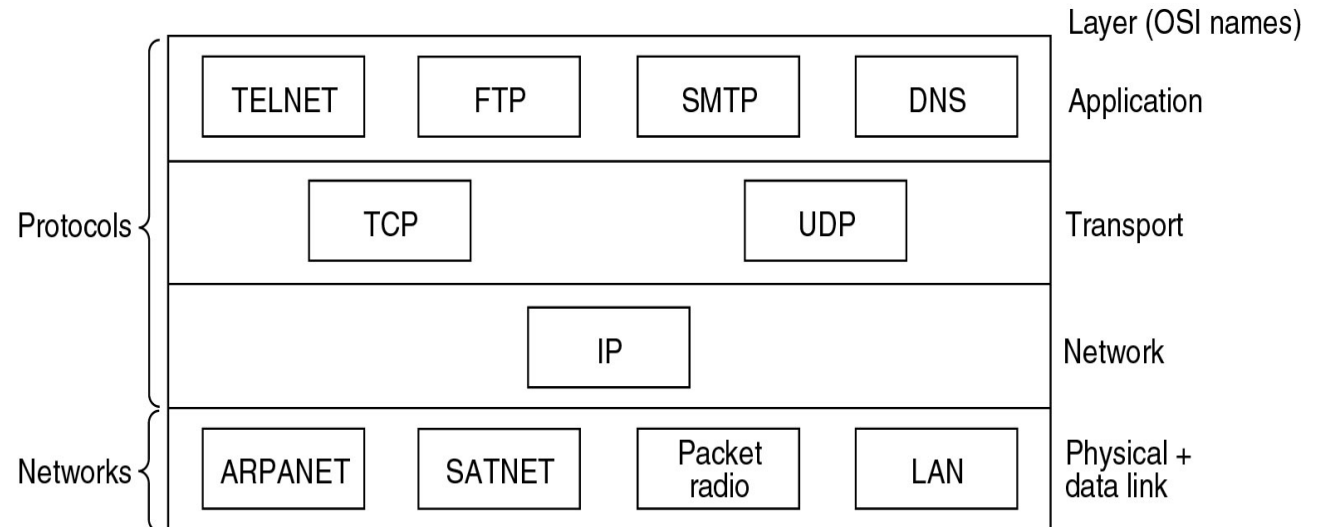 Layer (OSI names)
TELNET FTP SMTP DNS Application
Protocols TCP UDP Transport
IP Network
Networks ARPANET SATNET Packet radio LAN Physical +
data link